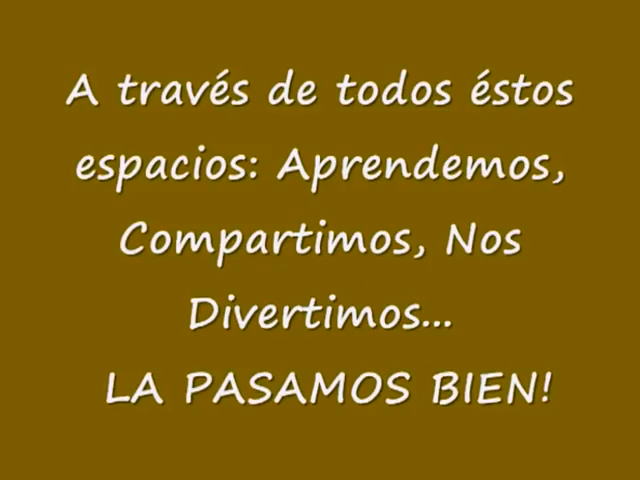 A través de todos éstos
espacios: Aprendemos,
Compartimos, Nos
Divertimos...
LA PASAMOS BIEN!